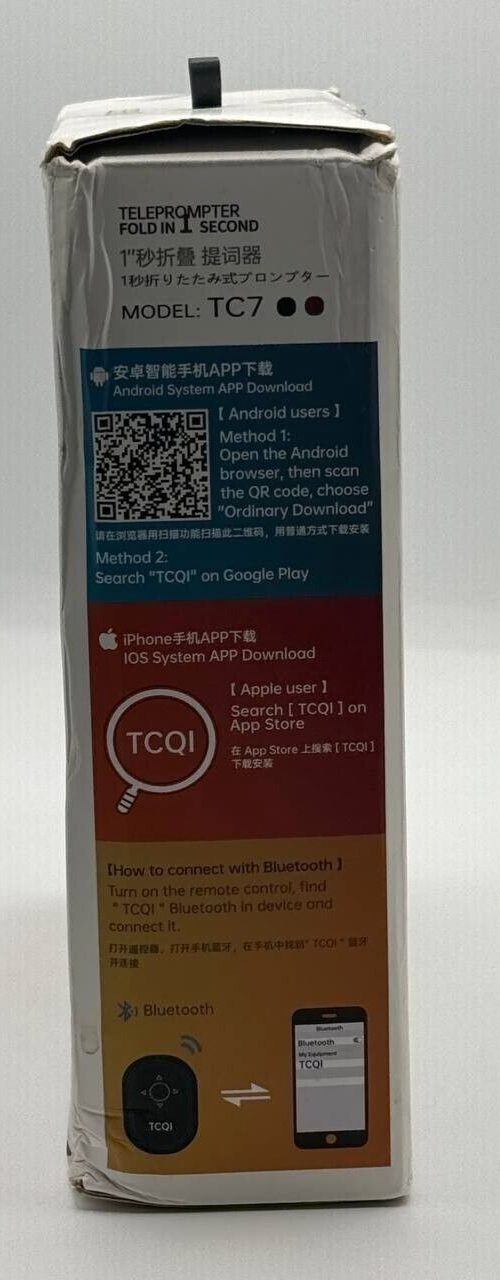 TELEPROMPTER
FOLD IN 1 SECOND
1"秒折叠 提词器
1秒折りたたみ式プロンプター
MODEL: TC7
安卓智能手机APP下载
Android System APP Download
【 Android users 】
Method 1:
Open the Android
browser, then scan
the QR code, choose
"Ordinary Download"
请在浏览器用扫描功能扫描此二维码，用普通方式下载安装
Method 2:
Search "TCQI" on Google Play
iPhone手机APP下载
IOS System APP Download
【 Apple user 】
Search [ TCQI ] on
App Store
TCQI
在 App Store 上搜索 [ TCQI ]
下载安装
【How to connect with Bluetooth 】
Turn on the remote control, find
" TCQI " Bluetooth in device and
connect it.
打开遥控器，打开手机蓝牙，在手机中找到" TCQI " 蓝牙
并连接
Bluetooth
Bluetooth
Bluetooth
My Equipment
TCQI
TCQI